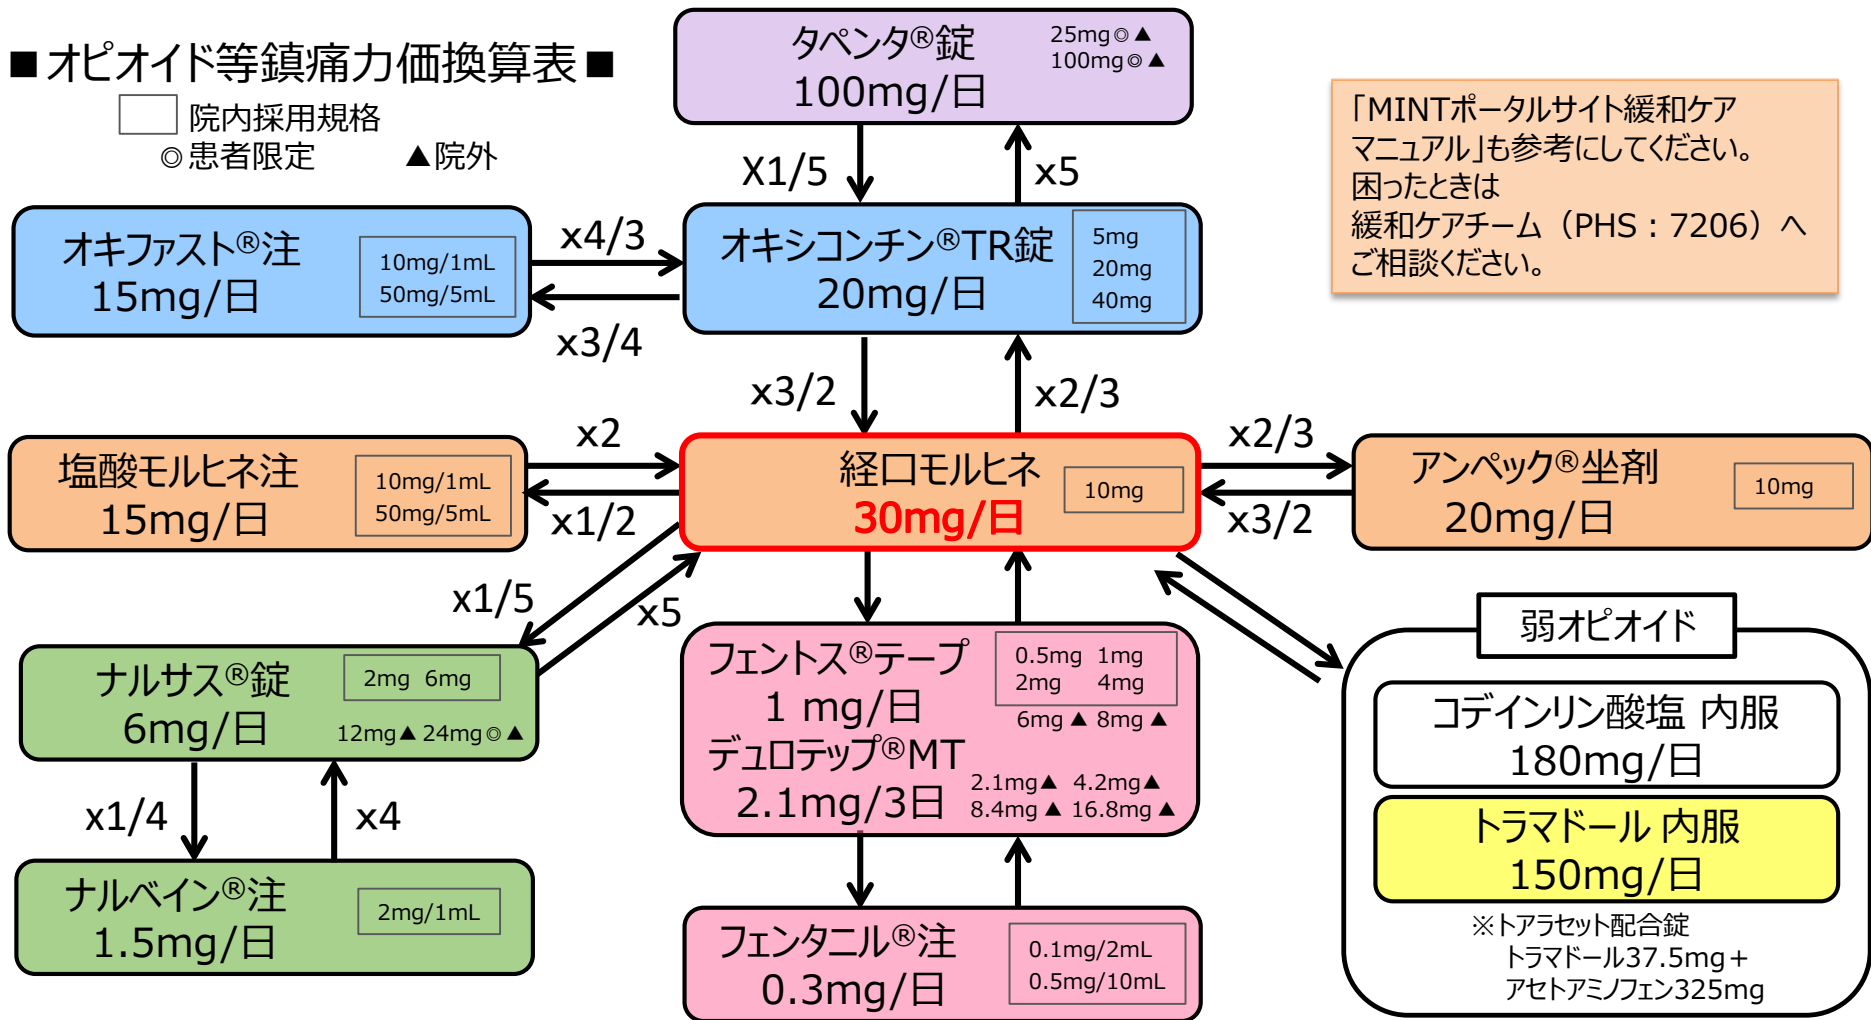 ■オピオイド等鎮痛力価換算表■
院内採用規格
◎患者限定 ▲院外
タペンタ®錠
100mg/日
25mg◎▲
100mg◎▲
「MINTポータルサイト緩和ケア
マニュアル」も参考にしてください。
困ったときは
緩和ケアチーム（PHS：7206）へ
ご相談ください。
X1/5
x5
オキファスト®注
15mg/日
10mg/1mL
50mg/5mL
x4/3
x3/4
オキシコンチン®TR錠
20mg/日
5mg
20mg
40mg
x3/2
x2/3
塩酸モルヒネ注
15mg/日
10mg/1mL
50mg/5mL
x2
x1/2
経口モルヒネ
30mg/日
10mg
x2/3
x3/2
アンペック®坐剤
20mg/日
10mg
x1/5
x5
ナルサス®錠
6mg/日
2mg 6mg
12mg▲ 24mg◎▲
フェントス®テープ
1 mg/日
0.5mg 1mg
2mg 4mg
6mg▲ 8mg▲
デュロテップ®MT
2.1mg/3日
2.1mg▲ 4.2mg▲
8.4mg▲ 16.8mg▲
弱オピオイド
コデインリン酸塩 内服
180mg/日
トラマドール 内服
150mg/日
※トアラセット配合錠
トラマドール37.5mg＋
アセトアミノフェン325mg
x1/4
x4
ナルベイン®注
1.5mg/日
2mg/1mL
フェンタニル®注
0.3mg/日
0.1mg/2mL
0.5mg/10mL